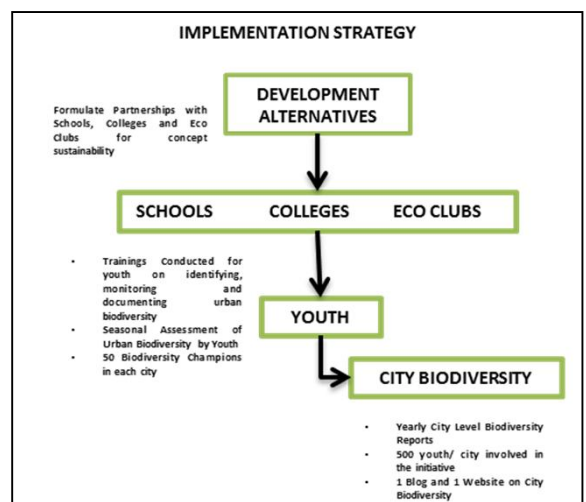 IMPLEMENTATION STRATEGY
DEVELOPMENT
ALTERNATIVES
Formulate Partnerships with
Schools, Colleges and Eco
Clubs for concept
sustainability
SCHOOLS COLLEGES ECO CLUBS
• Trainings Conducted for
youth on identifying,
monitoring and
documenting urban
biodiversity
• Seasonal Assessment of
Urban Biodiversity by Youth
• 50 Biodiversity Champions
in each city
YOUTH
CITY BIODIVERSITY
• Yearly City Level Biodiversity
Reports
• 500 youth/ city involved in
the initiative
• 1 Blog and 1 Website on City
Biodiversity